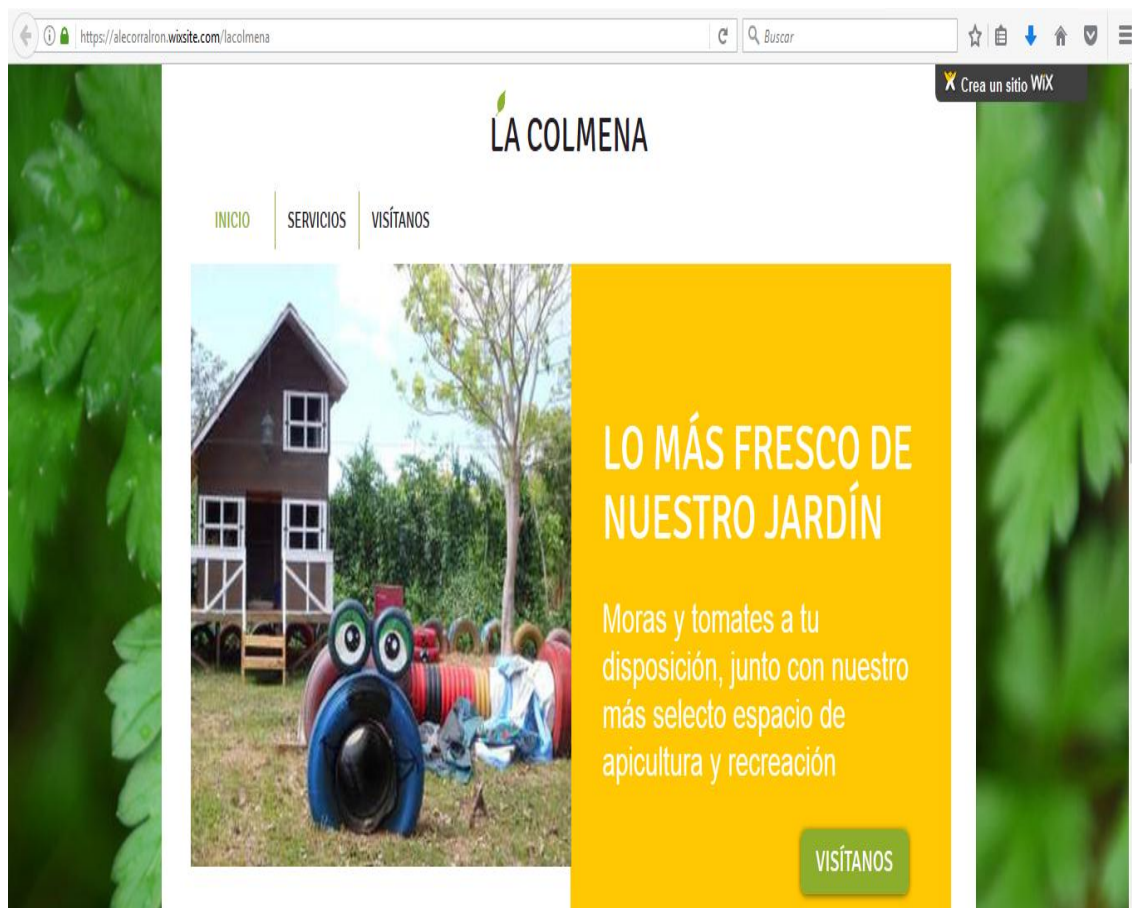 https://alecorralron.wixsite.com/lacolmena
Buscar
Crea un sitio WiX
LA COLMENA
INICIO
SERVICIOS
VISÍTANOS
LO MÁS FRESCO DE
NUESTRO JARDÍN
Moras y tomates a tu
disposición, junto con nuestro
más selecto espacio de
apicultura y recreación
VISÍTANOS